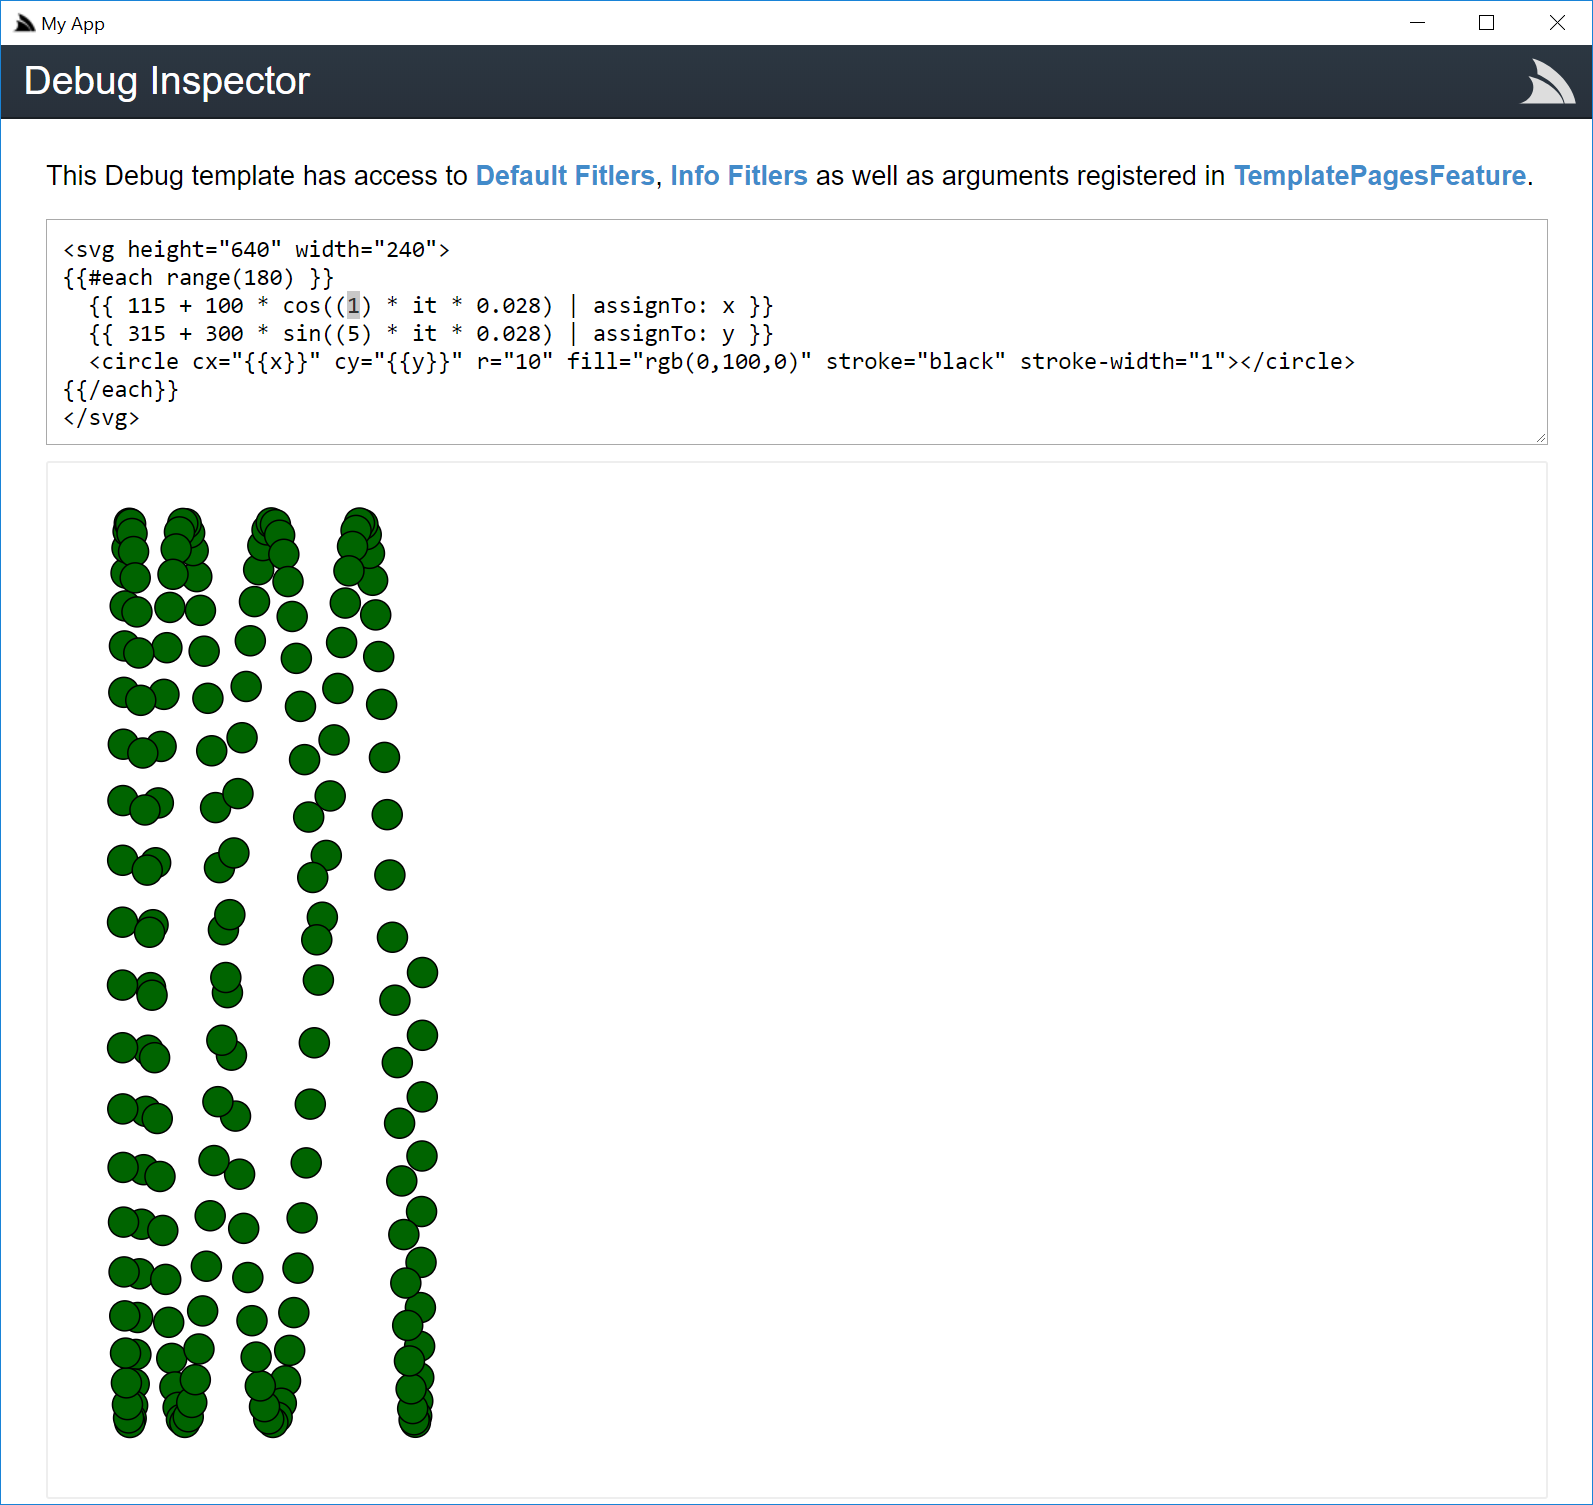 My App
Debug Inspector
This Debug template has access to Default Fitlers, Info Fitlers as well as arguments registered in TemplatePagesFeature.
<svg height="640" width="240">
{{#each range(180) }}
  {{ 115 + 100 * cos((1) * it * 0.028) | assignTo: x }}
  {{ 315 + 300 * sin((5) * it * 0.028) | assignTo: y }}
  <circle cx="{{x}}" cy="{{y}}" r="10" fill="rgb(0,100,0)" stroke="black" stroke-width="1"></circle>
{{/each}}
</svg>